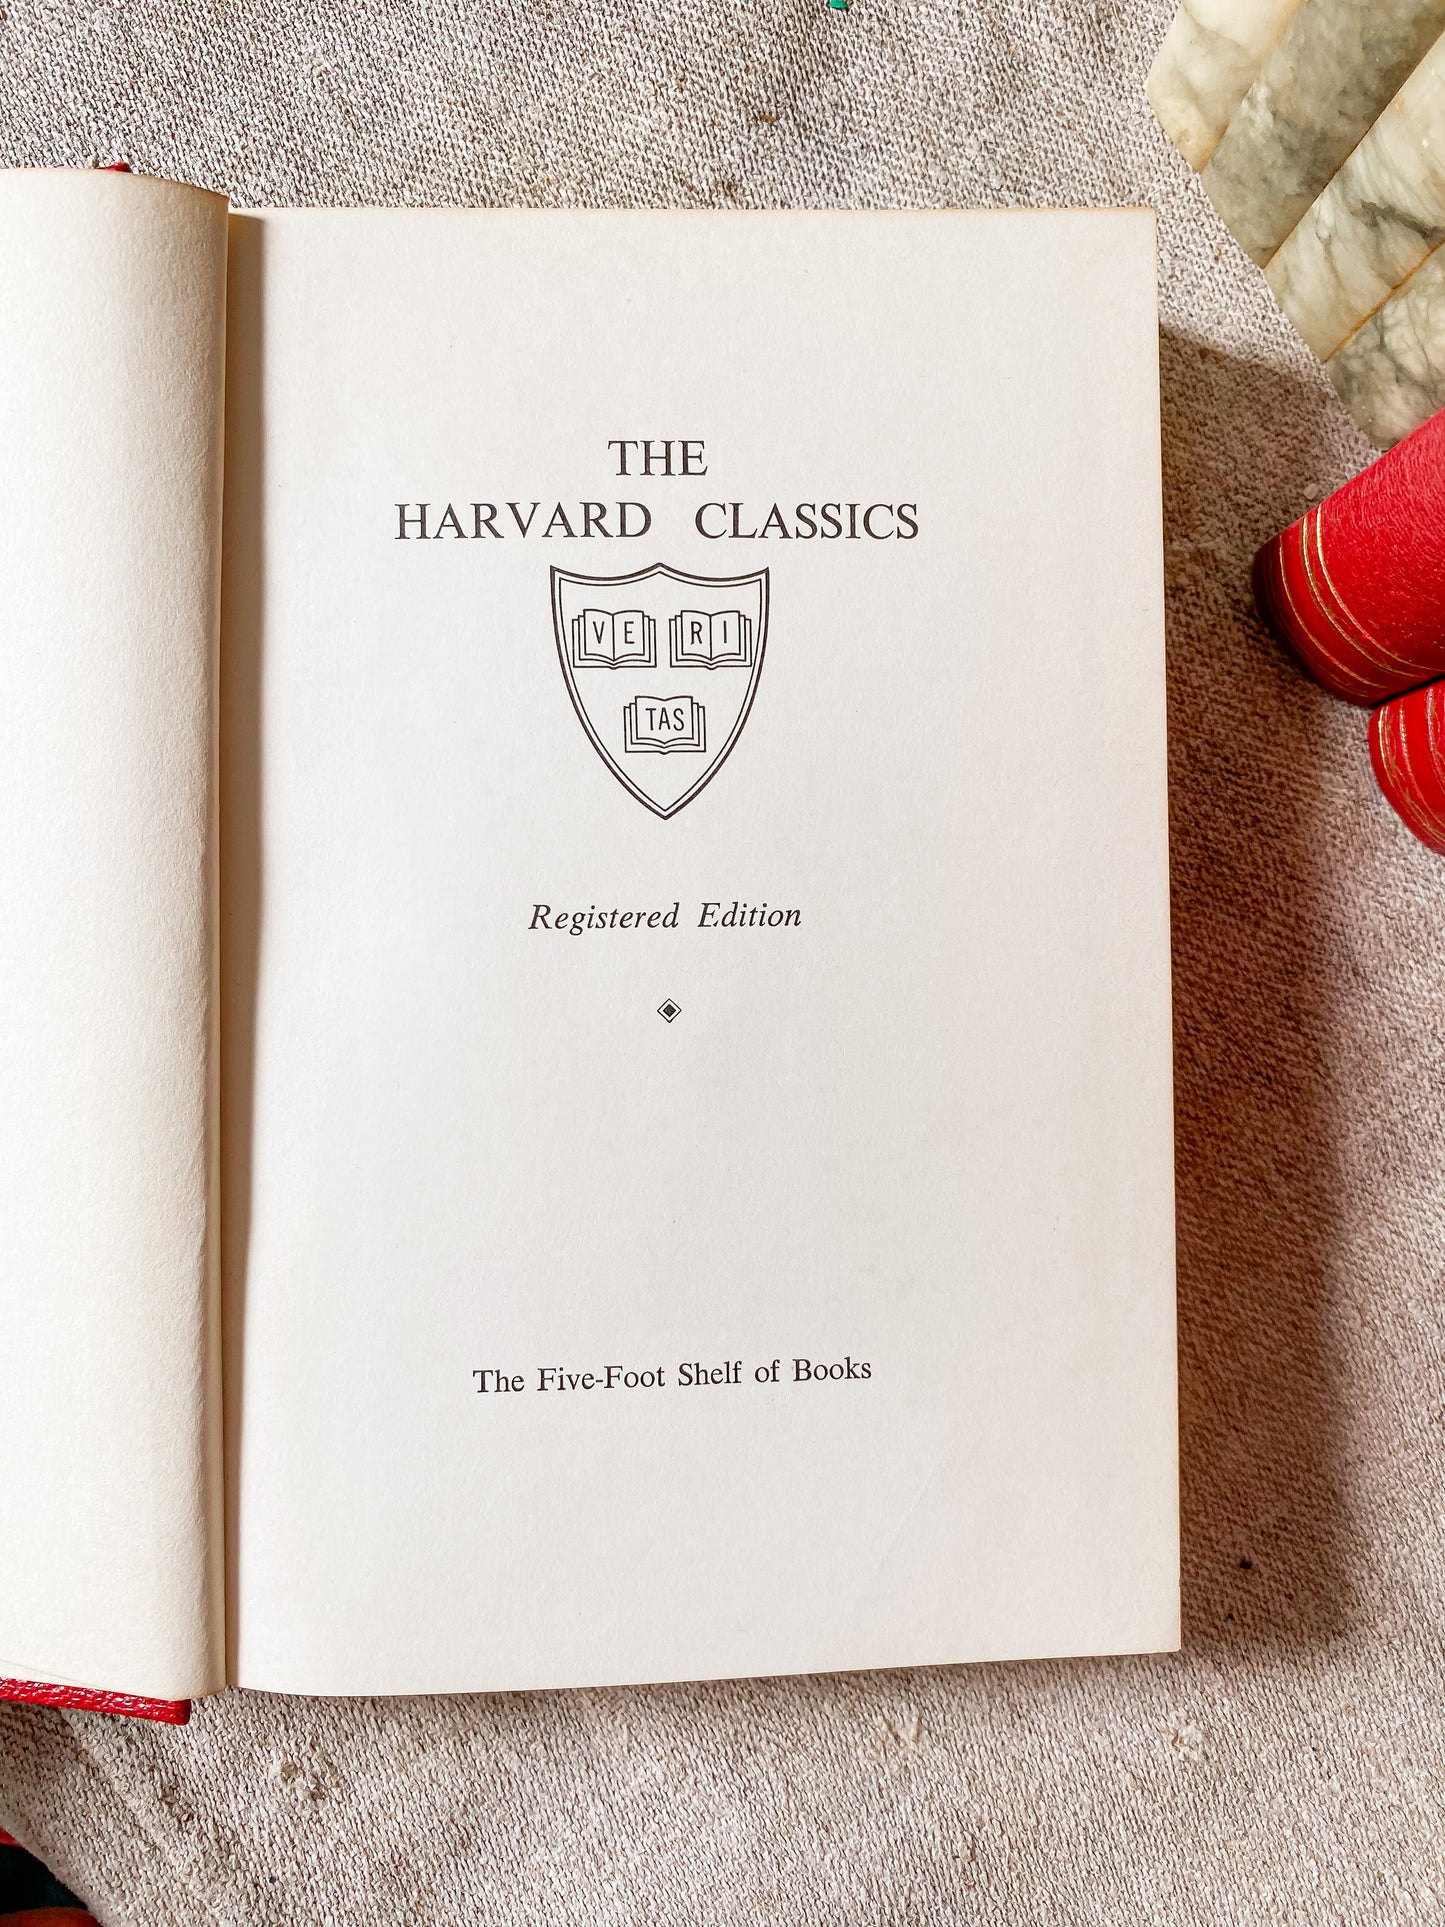 THE
HARVARD CLASSICS
VE RI
TAS
Registered Edition
The Five-Foot Shelf of Books